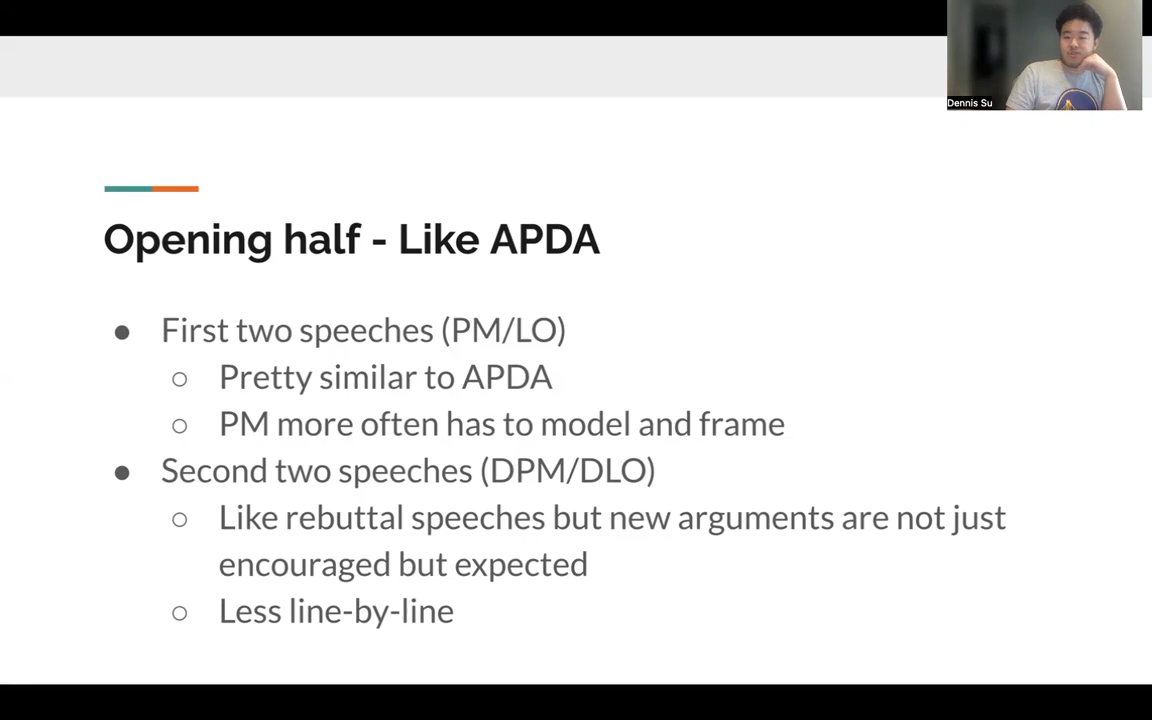 Dennis Su
Opening half - Like APDA
● First two speeches (PM/LO)
○ Pretty similar to APDA
○ PM more often has to model and frame
● Second two speeches (DPM/DLO)
○ Like rebuttal speeches but new arguments are not just
encouraged but expected
○ Less line-by-line